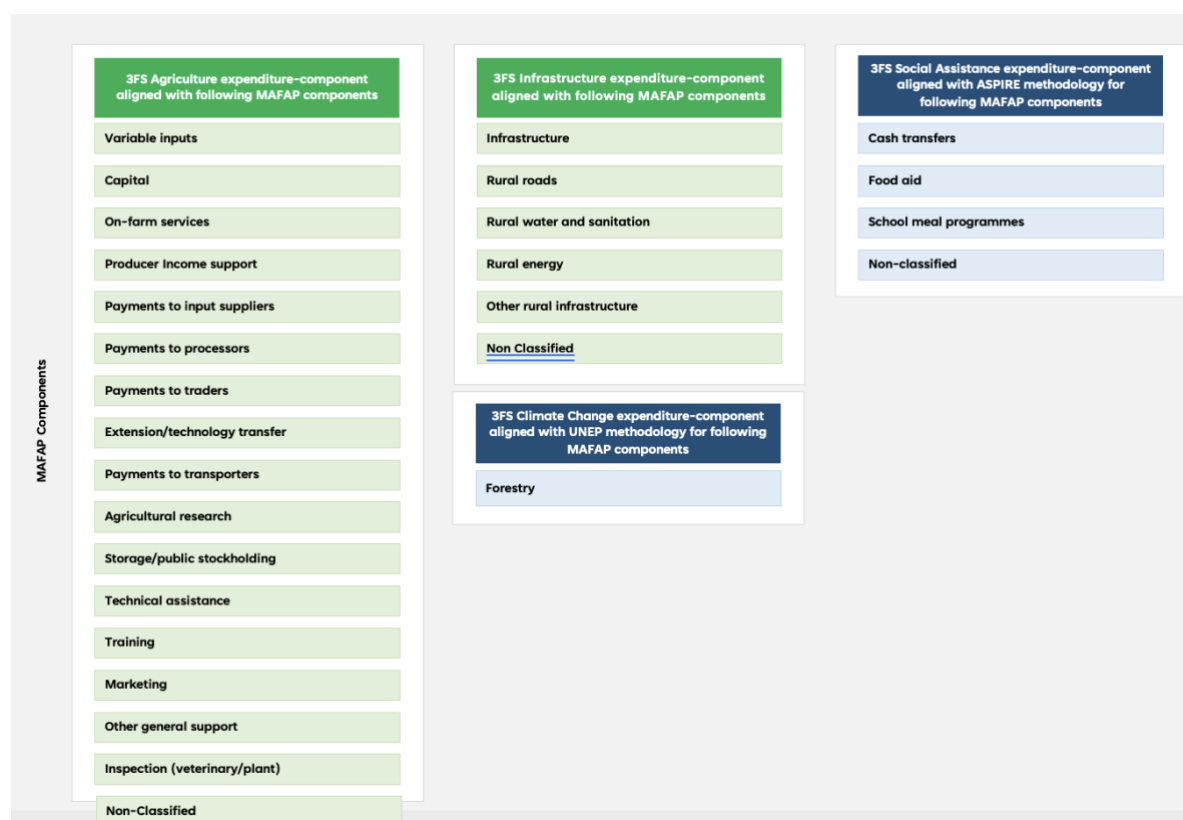 MAFAP Components
3FS Agriculture expenditure-component
aligned with following MAFAP components
Variable inputs
Capital
On-farm services
Producer Income support
Payments to input suppliers
Payments to processors
Payments to traders
Extension/technology transfer
Payments to transporters
Agricultural research
Storage/public stockholding
Technical assistance
Training
Marketing
Other general support
Inspection (veterinary/plant)
Non-Classified
3FS Infrastructure expenditure-component
aligned with following MAFAP components
Infrastructure
Rural roads
Rural water and sanitation
Rural energy
Other rural infrastructure
Non Classified
3FS Climate Change expenditure-component
aligned with UNEP methodology for following
MAFAP components
Forestry
3FS Social Assistance expenditure-component
aligned with ASPIRE methodology for
following MAFAP components
Cash transfers
Food aid
School meal programmes
Non-classified